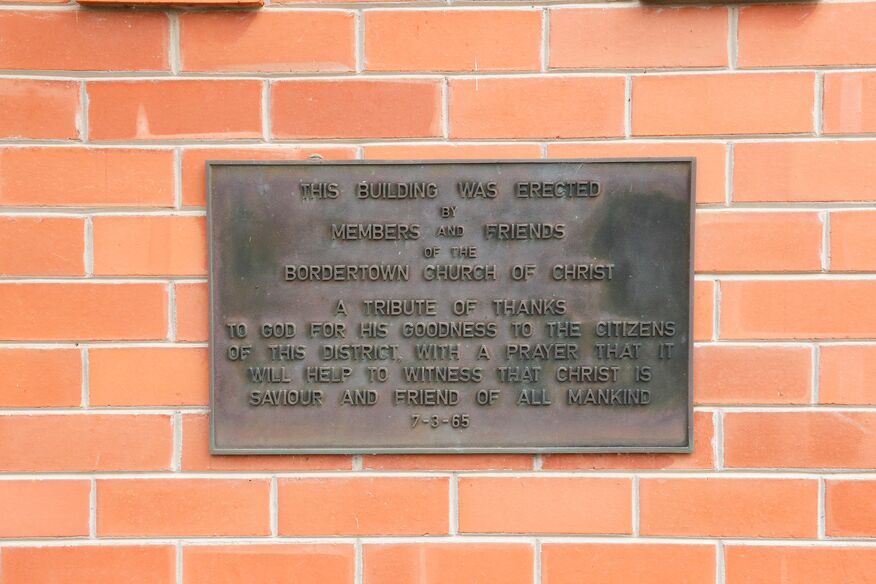 THIS BUILDING WAS ERECTED
BY
MEMBERS AND FRIENDS
OF THE
BORDERTOWN CHURCH OF CHRIST
A TRIBUTE OF THANKS
TO GOD FOR HIS GOODNESS TO THE CITIZENS
OF THIS DISTRICT, WITH A PRAYER THAT IT
WILL HELP TO WITNESS THAT CHRIST IS
SAVIOUR AND FRIEND OF ALL MANKIND
7-3-65